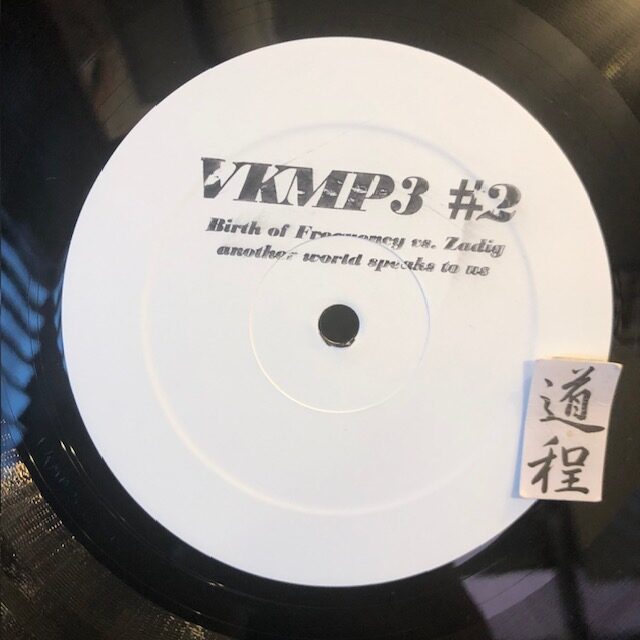 VKMP3 #2
Birth of Frequency vs. Zadig
another world speaks to us
道
程